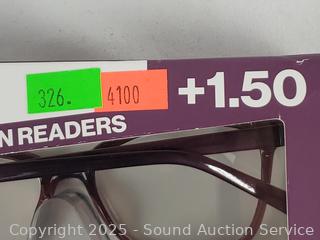 326. 4100 +1.50
N READERS
Copyright © 2025 - Sound Auction Service